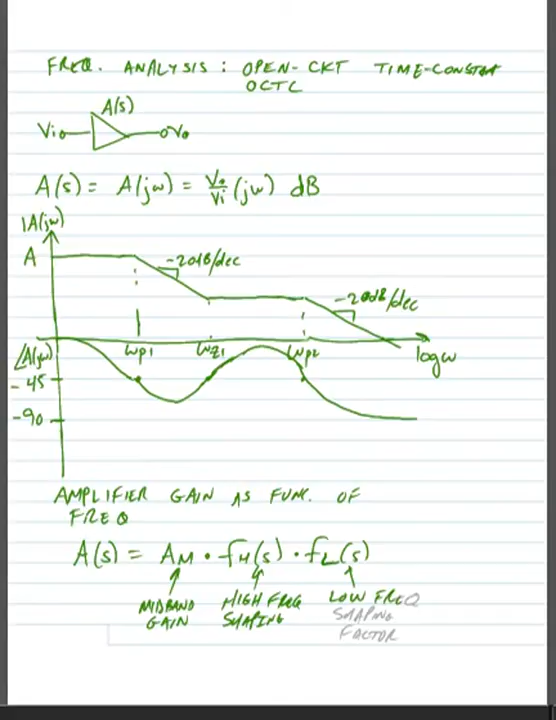 FREQ. ANALYSIS : OPEN-CKT TIME-CONSTANT
OCTC
A(s)
Vi Vo
A(s) = A(jω) = Vo/Vi (jω) dB
|A(jω)
A
-20dB/dec
-20dB/dec
ωp1 ωz1 ωp2 log ω
∠A(jω)
-45
-90
AMPLIFIER GAIN AS FUNC. OF
FREQ
A(s) = AM · fH(s) · fL(s)
MIDBAND HIGH FREQ LOW FREQ
GAIN SHAPING SHAPING
FACTOR